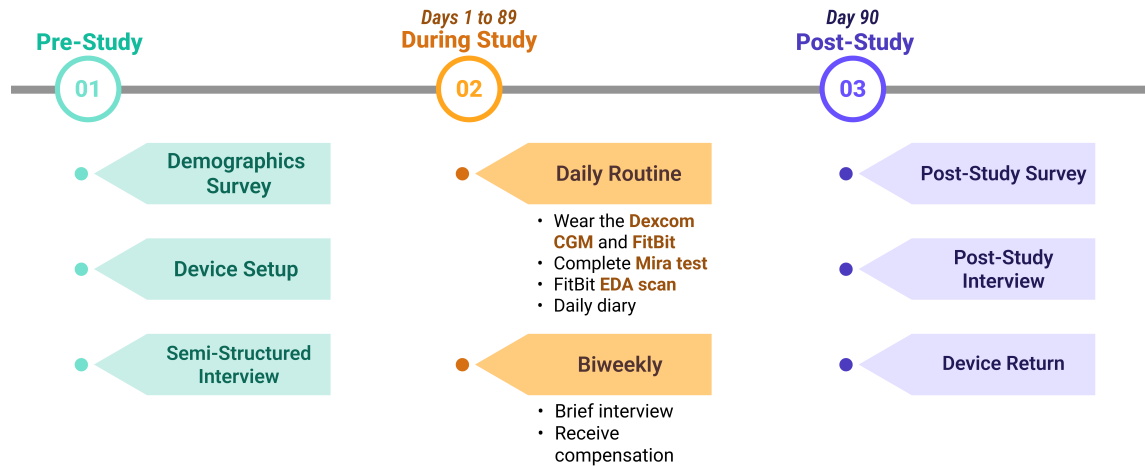 Pre-Study
01
Demographics
Survey
Device Setup
Semi-Structured
Interview
Days 1 to 89
During Study
02
Daily Routine
• Wear the Dexcom
CGM and FitBit
• Complete Mira test
• FitBit EDA scan
• Daily diary
Biweekly
• Brief interview
• Receive
compensation
Day 90
Post-Study
03
Post-Study Survey
Post-Study
Interview
Device Return